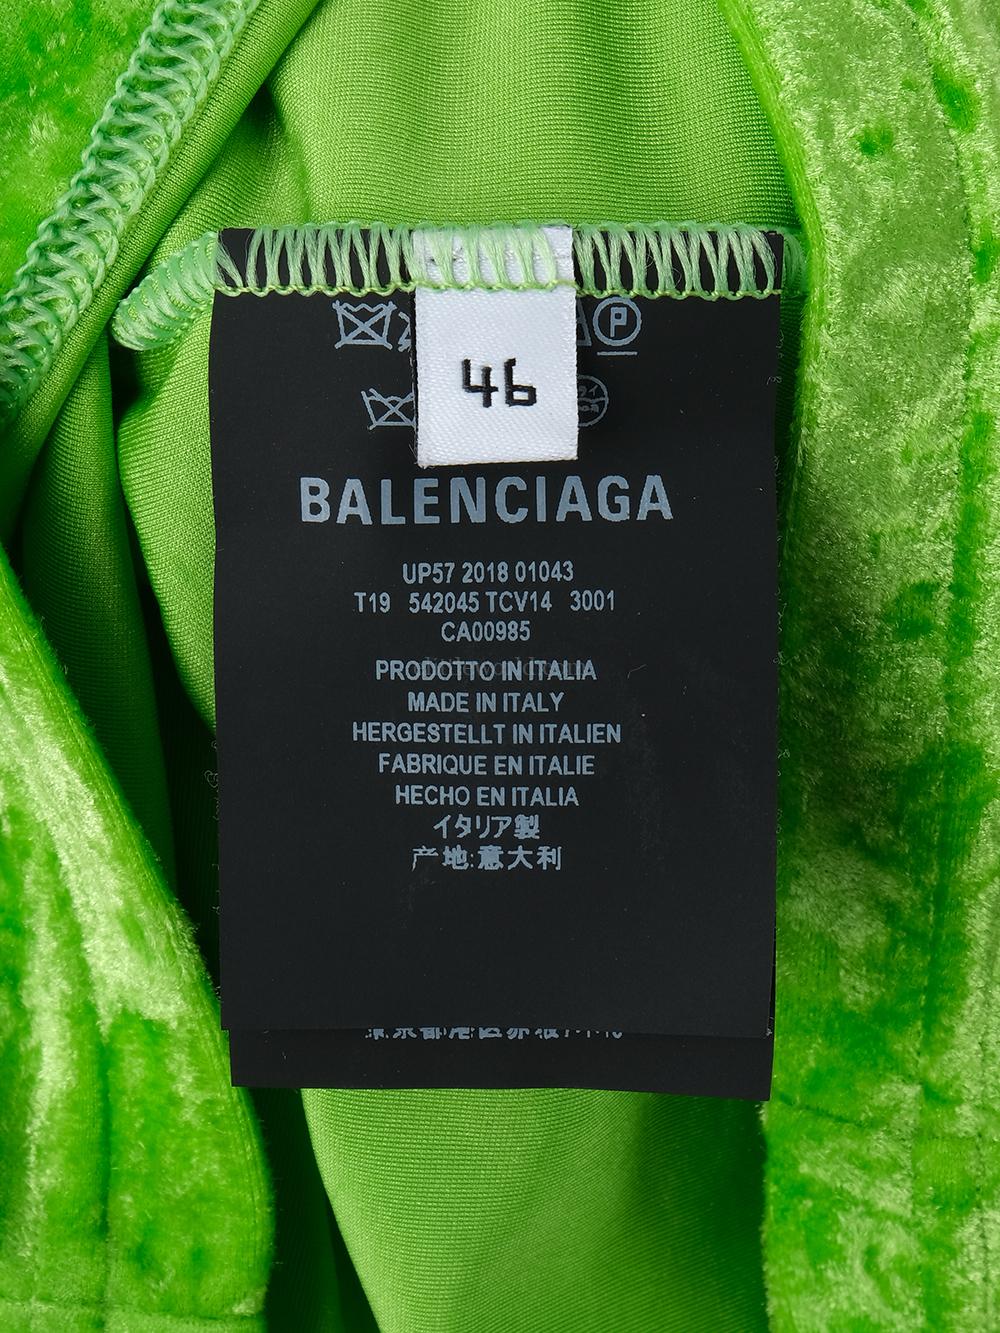 P
46
BALENCIAGA
UP57 2018 01043
T19 542045 TCV14 3001
CA00985
PRODOTTO IN ITALIA
MADE IN ITALY
HERGESTELLT IN ITALIEN
FABRIQUE EN ITALIE
HECHO EN ITALIA
イタリア製
产地:意大利